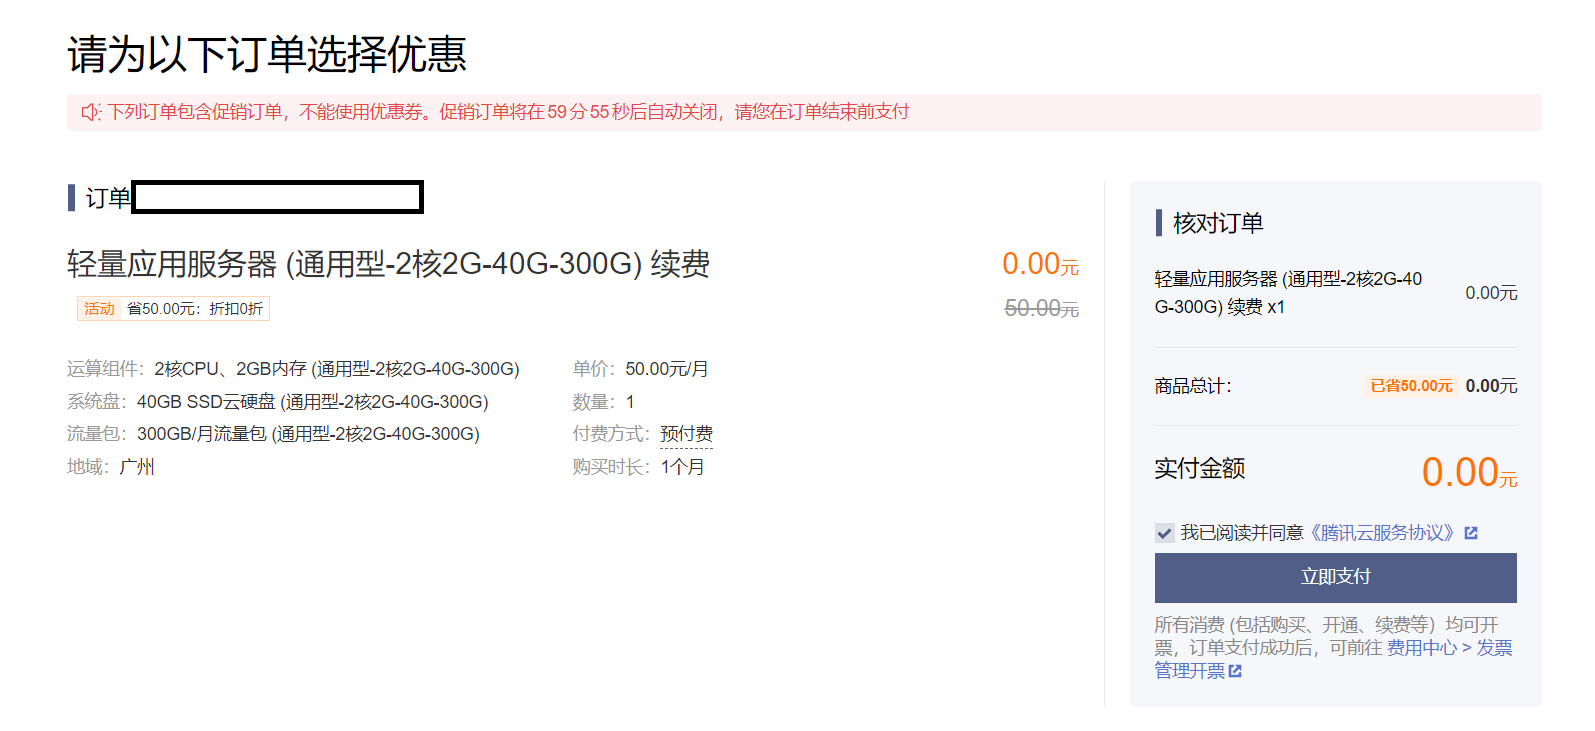 请为以下订单选择优惠
下列订单包含促销订单，不能使用优惠券。促销订单将在59分55秒后自动关闭，请您在订单结束前支付
订单
轻量应用服务器 (通用型-2核2G-40G-300G) 续费
0.00元
活动 省50.00元：折扣0折
50.00元
运算组件：2核CPU、2GB内存 (通用型-2核2G-40G-300G)
单价：50.00元/月
系统盘：40GB SSD云硬盘 (通用型-2核2G-40G-300G)
数量：1
流量包：300GB/月流量包 (通用型-2核2G-40G-300G)
付费方式：预付费
地域：广州
购买时长：1个月
核对订单
轻量应用服务器 (通用型-2核2G-40
G-300G) 续费 x1
0.00元
商品总计：
已省50.00元 0.00元
实付金额
0.00元
我已阅读并同意《腾讯云服务协议》
立即支付
所有消费 (包括购买、开通、续费等）均可开
票，订单支付成功后，可前往 费用中心 > 发票
管理开票